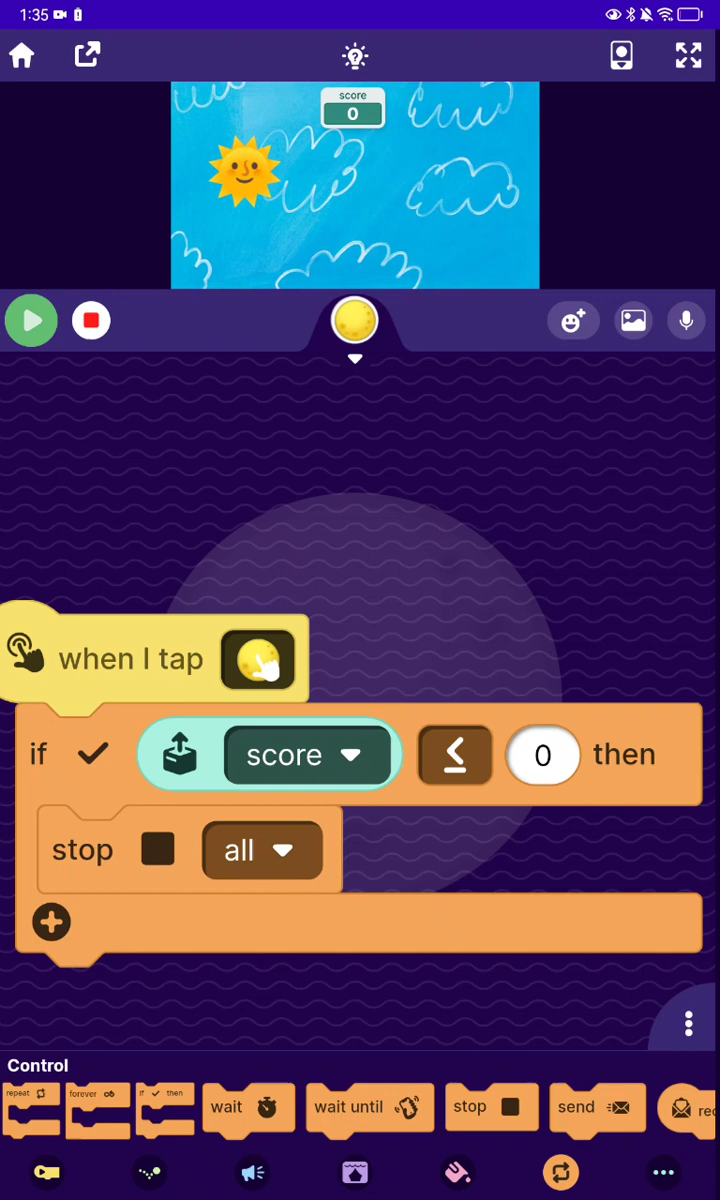 1:35
score
0
when I tap
if score ≤ 0 then
stop all
Control
repeat
forever
if then
wait
wait until
stop
send
rec